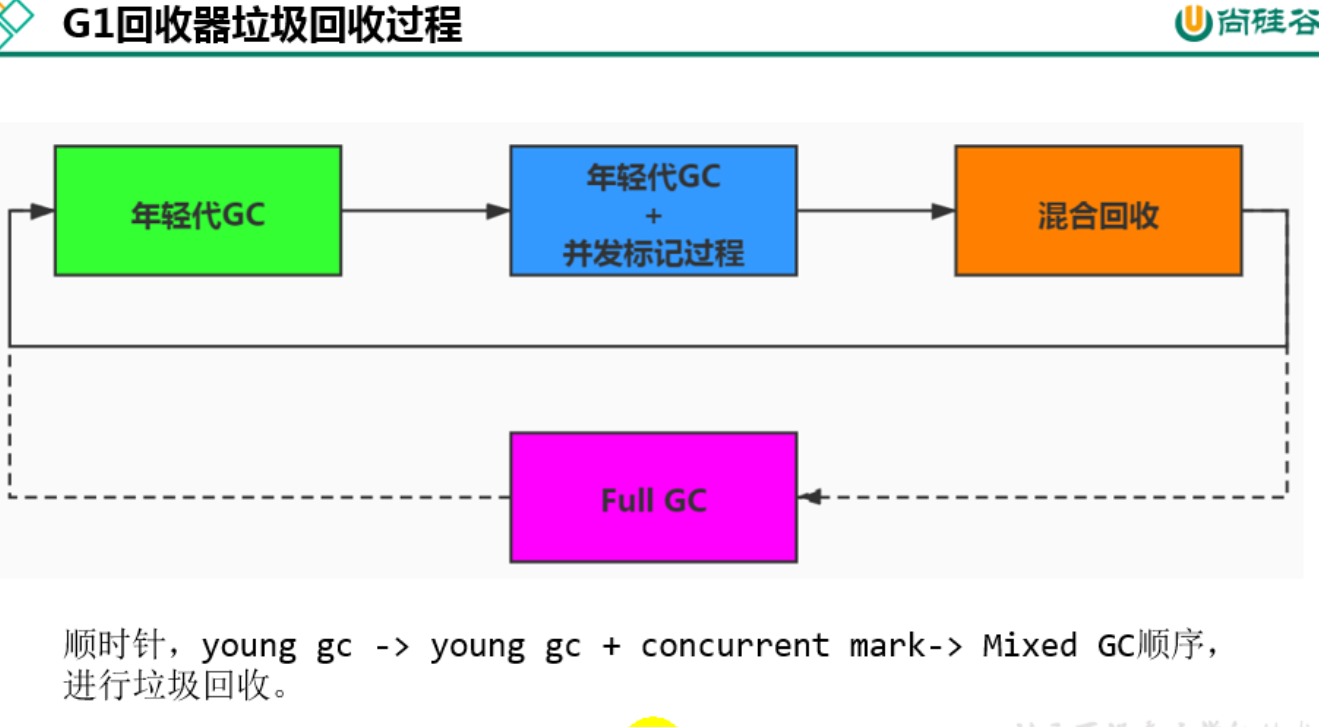 G1回收器垃圾回收过程
尚硅谷
年轻代GC
年轻代GC
+
并发标记过程
混合回收
Full GC
顺时针，young gc -> young gc + concurrent mark-> Mixed GC顺序，
进行垃圾回收。